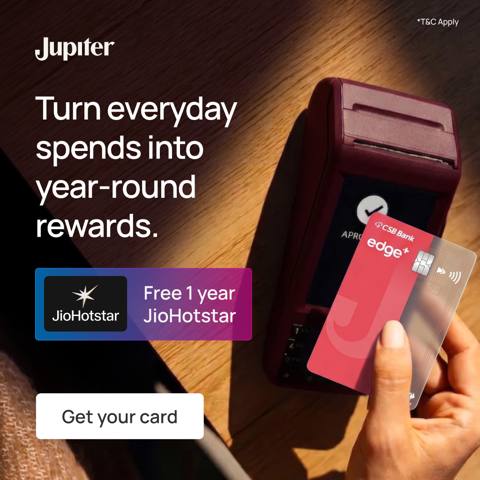 *T&C Apply
Jupiter
Turn everyday
spends into
year-round
rewards.
JioHotstar
Free 1 year
JioHotstar
Get your card
CSB Bank
edge+